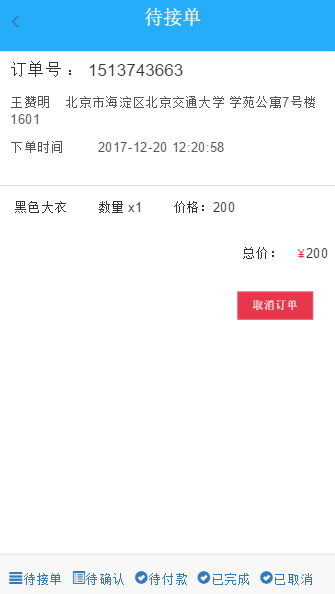 待接单
订单号： 1513743663
王赞明 北京市海淀区北京交通大学 学苑公寓7号楼
1601
下单时间 2017-12-20 12:20:58
黑色大衣 数量 x1 价格：200
总价： ¥200
取消订单
待接单 待确认 待付款 已完成 已取消